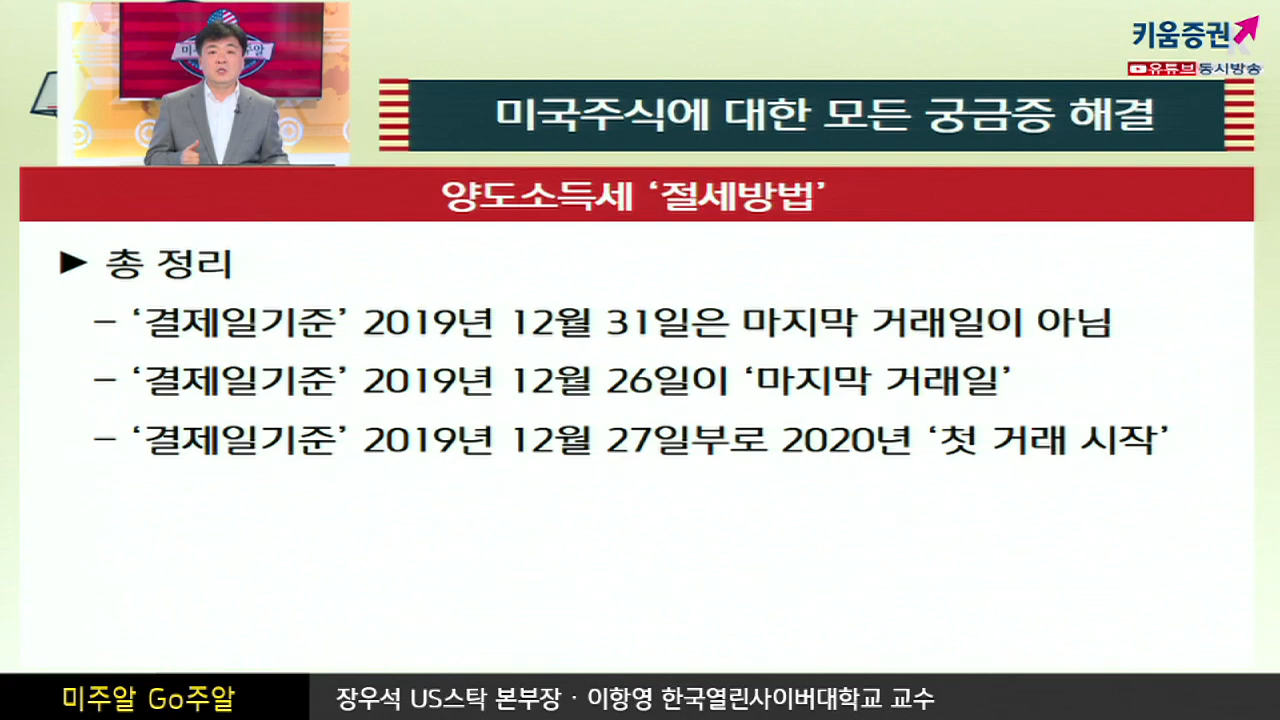 키움증권
유튜브 동시방송
미국주식에 대한 모든 궁금증 해결
양도소득세 ‘절세방법’
▶ 총 정리
– ‘결제일기준’ 2019년 12월 31일은 마지막 거래일이 아님
– ‘결제일기준’ 2019년 12월 26일이 ‘마지막 거래일’
– ‘결제일기준’ 2019년 12월 27일부로 2020년 ‘첫 거래 시작’
미주알 Go주알
장우석 US스탁 본부장 · 이항영 한국열린사이버대학교 교수